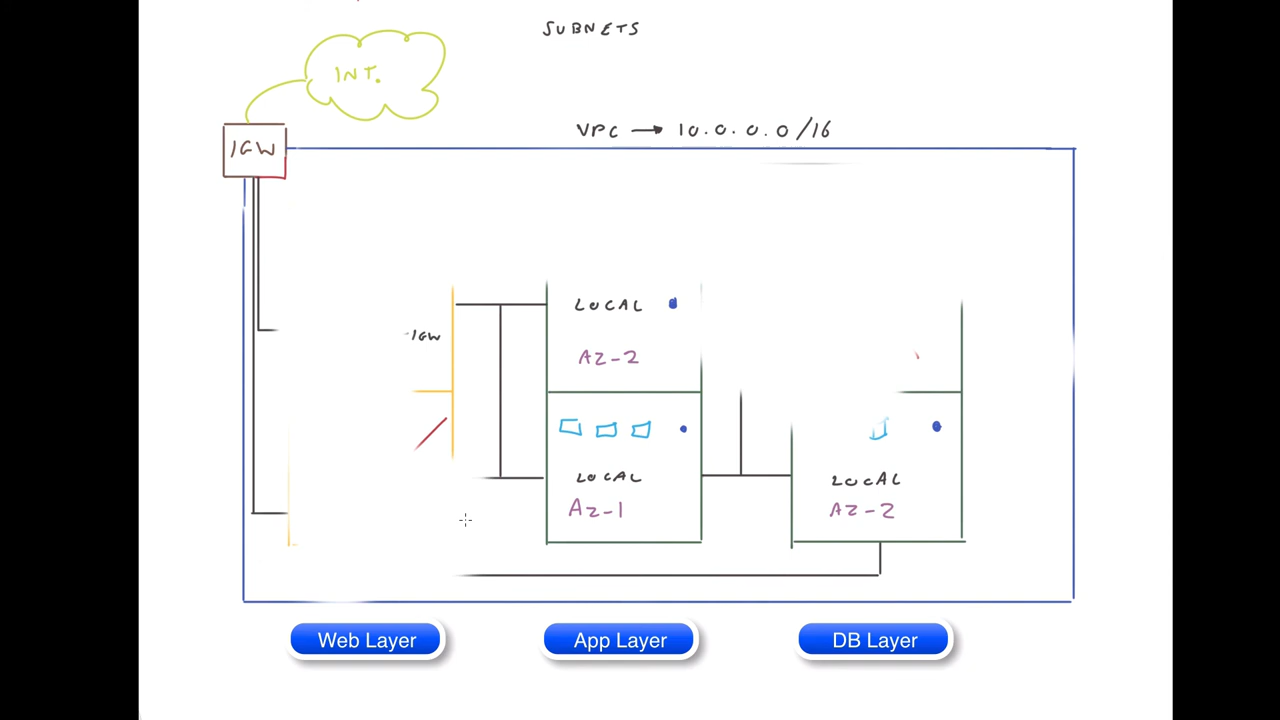 SUBNETS
INT.
VPC → 10.0.0.0/16
IGW
LOCAL
-IGW
AZ-2
LOCAL
AZ-1
LOCAL
AZ-2
Web Layer
App Layer
DB Layer